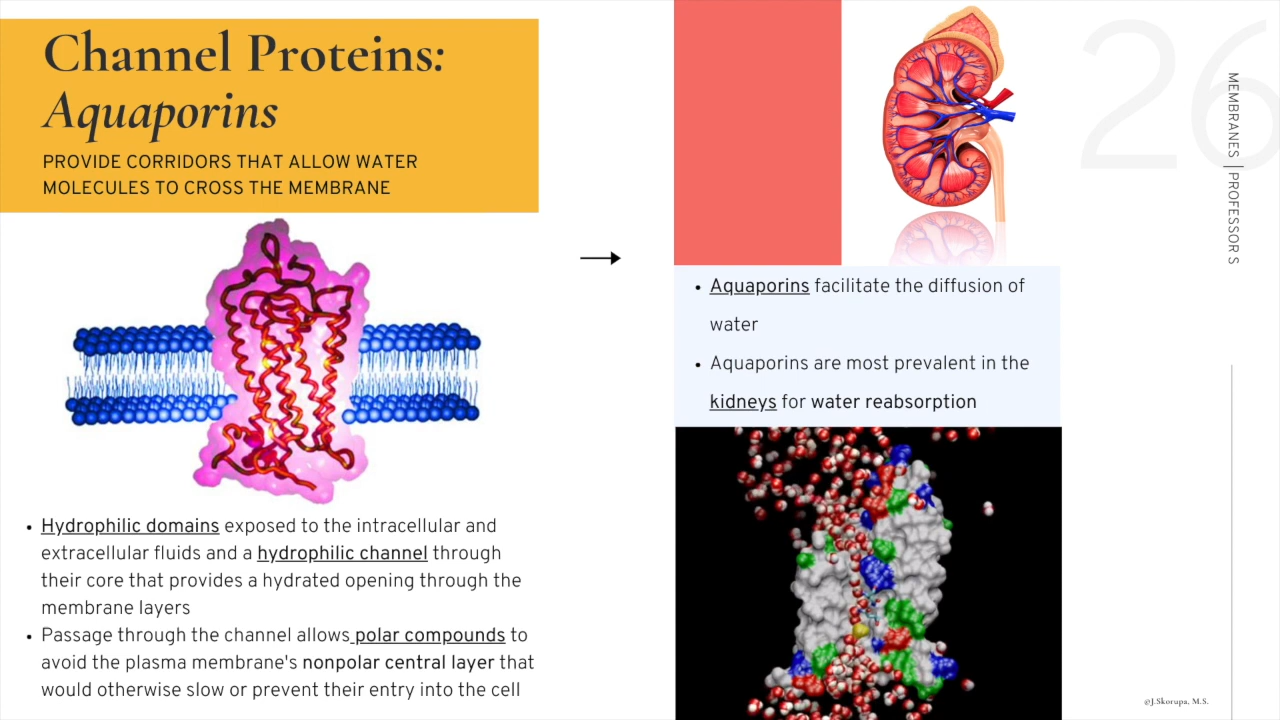 Channel Proteins:
Aquaporins
PROVIDE CORRIDORS THAT ALLOW WATER
MOLECULES TO CROSS THE MEMBRANE
• Hydrophilic domains exposed to the intracellular and
extracellular fluids and a hydrophilic channel through
their core that provides a hydrated opening through the
membrane layers
• Passage through the channel allows polar compounds to
avoid the plasma membrane's nonpolar central layer that
would otherwise slow or prevent their entry into the cell
• Aquaporins facilitate the diffusion of
water
• Aquaporins are most prevalent in the
kidneys for water reabsorption
26
MEMBRANES | PROFESSORS
@J.Skorupa, M.S.